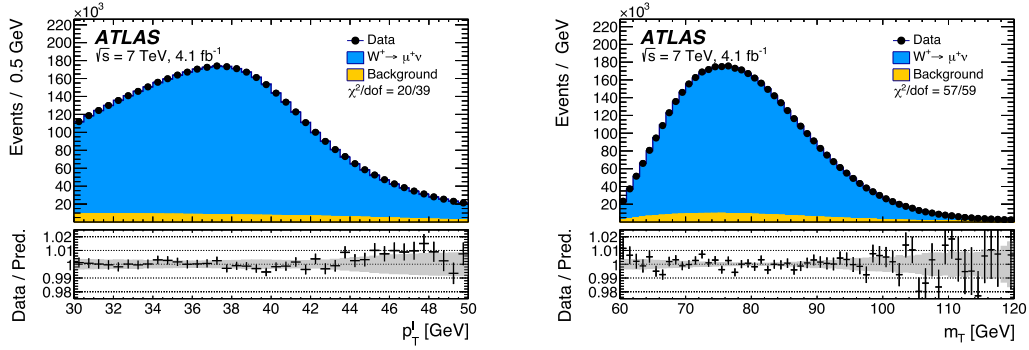 ×10³
220
200
180
160
140
120
100
80
60
40
20
Events / 0.5 GeV
ATLAS
√s = 7 TeV, 4.1 fb⁻¹
Data
W⁺→ μ⁺ν
Background
χ²/dof = 20/39
1.02
1.01
1
0.99
0.98
Data / Pred.
30 32 34 36 38 40 42 44 46 48 50
p_T^l [GeV]
×10³
220
200
180
160
140
120
100
80
60
40
20
Events / GeV
ATLAS
√s = 7 TeV, 4.1 fb⁻¹
Data
W⁺→ μ⁺ν
Background
χ²/dof = 57/59
1.02
1.01
1
0.99
0.98
Data / Pred.
60 70 80 90 100 110 120
m_T [GeV]